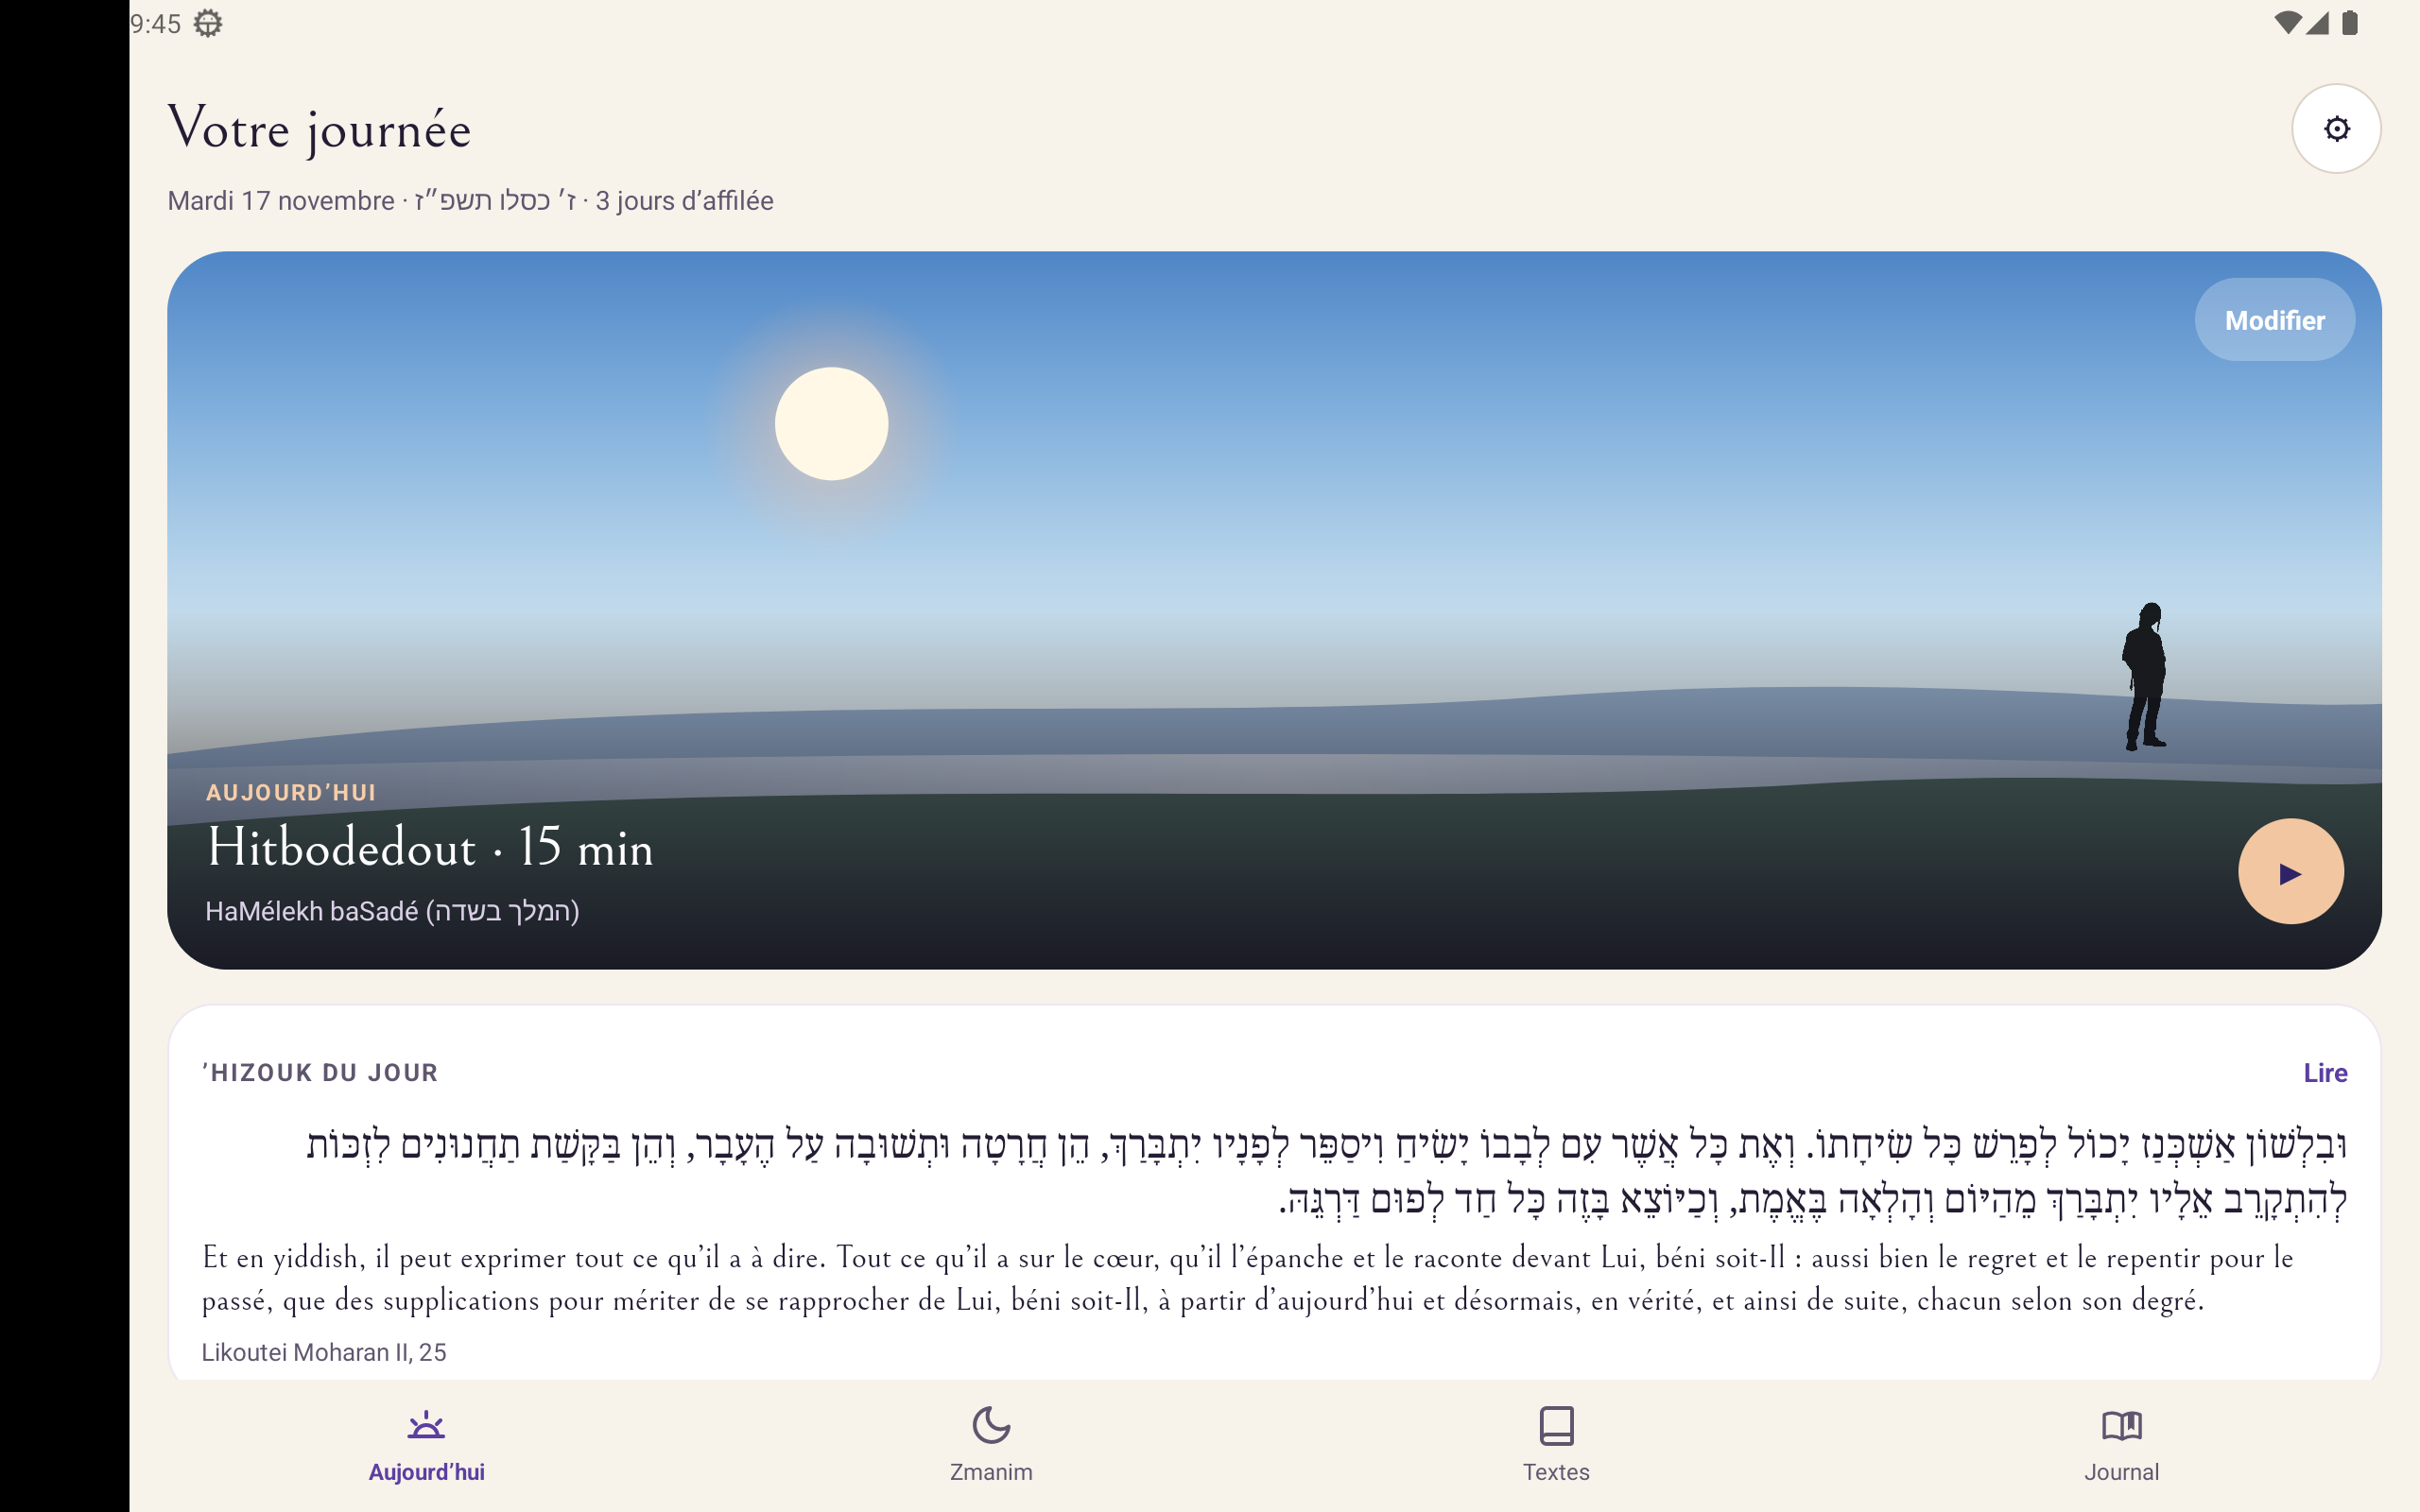 9:45
Votre journée
Mardi 17 novembre · ז׳ כסלו תשפ״ז · 3 jours d’affilée
Modifier
AUJOURD’HUI
Hitbodedout · 15 min
HaMélekh baSadé (המלך בשדה)
’HIZOUK DU JOUR
Lire
וּבִלְשׁוֹן אַשְׁכְּנַז יָכוֹל לְפָרֵשׁ כָּל שִׂיחָתוֹ. וְאֶת כָּל אֲשֶׁר עִם לְבָבוֹ יָשִׂיחַ וִיסַפֵּר לְפָנָיו יִתְבָּרַךְ, הֵן חֲרָטָה וּתְשׁוּבָה עַל הֶעָבָר, וְהֵן בַּקָּשַׁת תַּחֲנוּנִים לִזְכּוֹת
לְהִתְקָרֵב אֵלָיו יִתְבָּרַךְ מֵהַיּוֹם וָהָלְאָה בֶּאֱמֶת, וְכַיּוֹצֵא בָּזֶה כָּל חַד לְפוּם דַּרְגֵּהּ.
Et en yiddish, il peut exprimer tout ce qu’il a à dire. Tout ce qu’il a sur le cœur, qu’il l’épanche et le raconte devant Lui, béni soit-Il : aussi bien le regret et le repentir pour le
passé, que des supplications pour mériter de se rapprocher de Lui, béni soit-Il, à partir d’aujourd’hui et désormais, en vérité, et ainsi de suite, chacun selon son degré.
Likoutei Moharan II, 25
Aujourd’hui
Zmanim
Textes
Journal